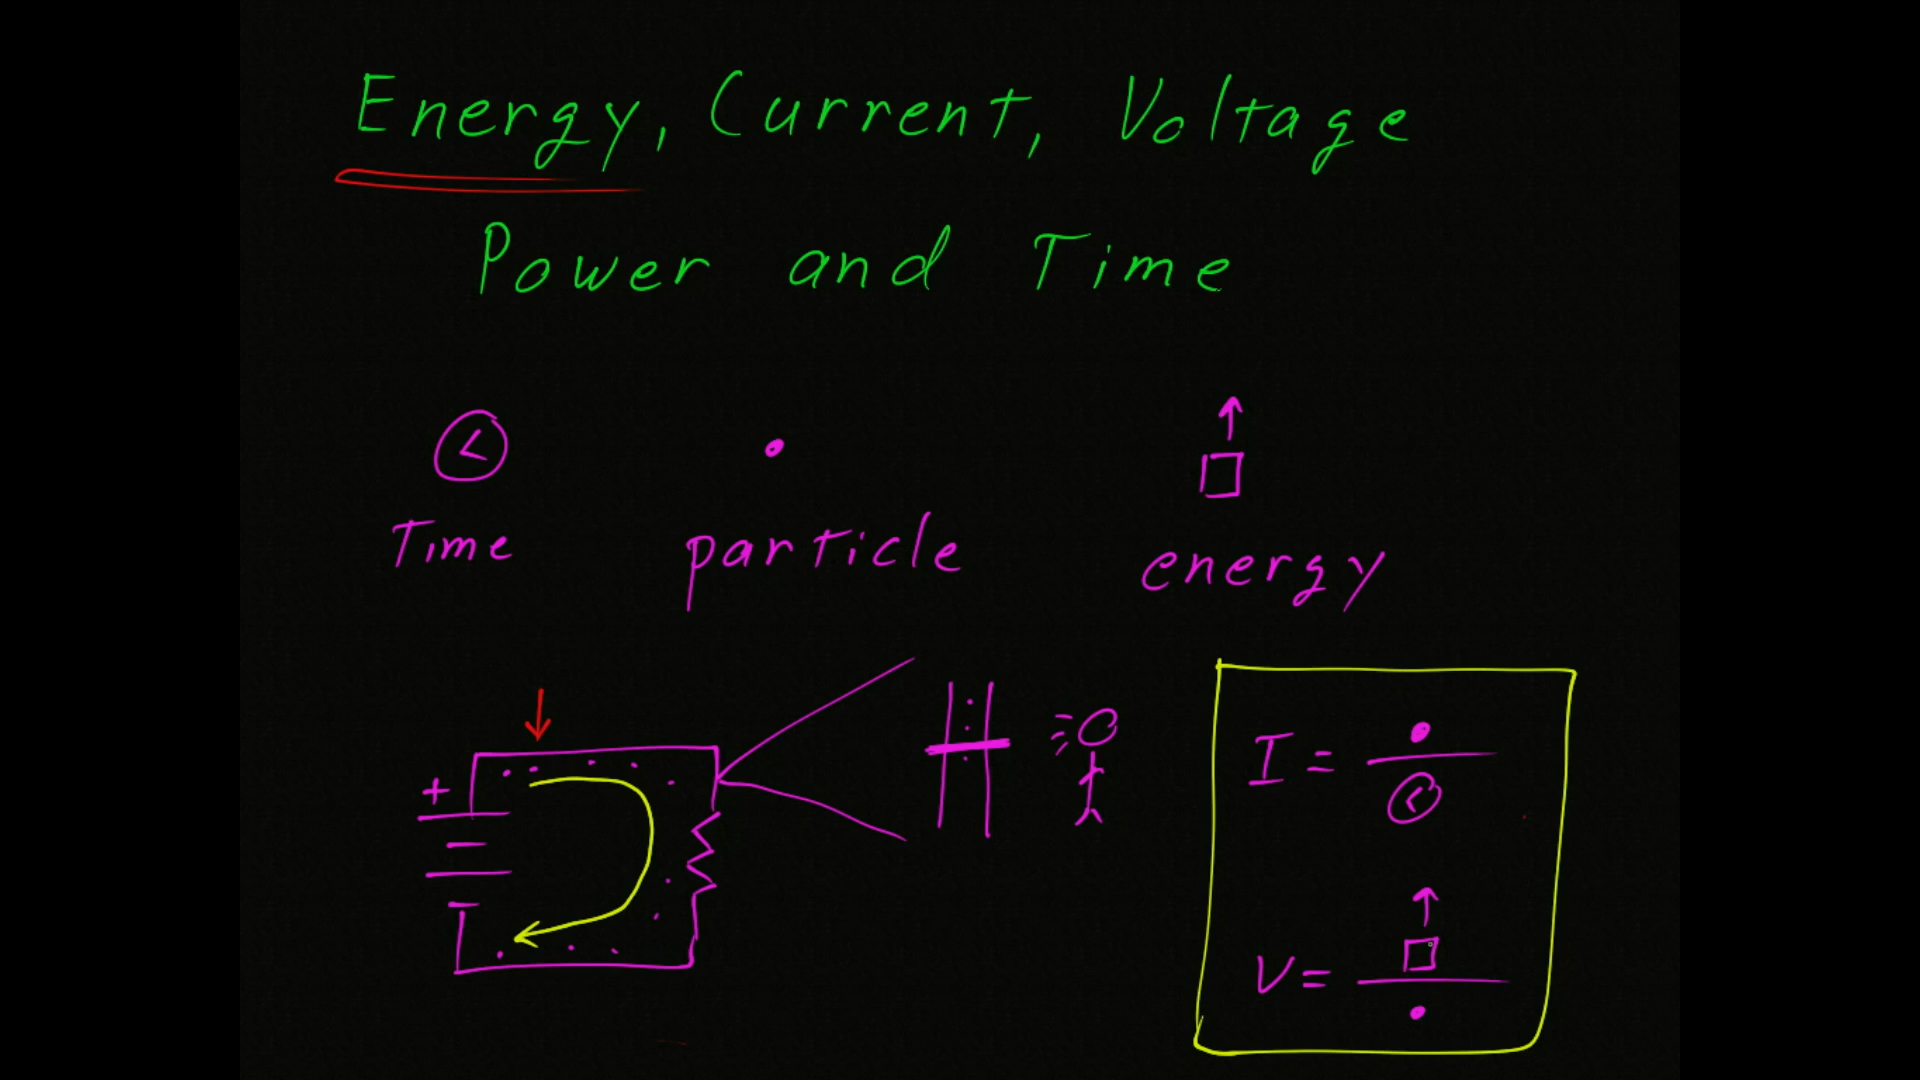 Energy, Current, Voltage
Power and Time
Time particle energy
+
I =
V =